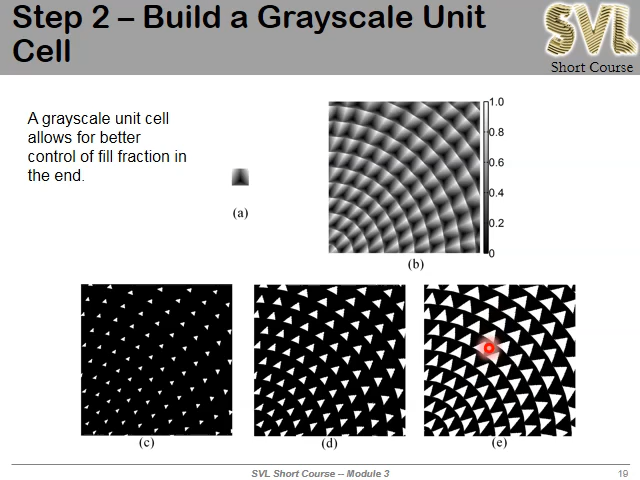 Step 2 – Build a Grayscale Unit
Cell
SVL
Short Course
A grayscale unit cell
allows for better
control of fill fraction in
the end.
(a)
1.0
0.8
0.6
0.4
0.2
0
(b)
(c)
(d)
(e)
SVL Short Course -- Module 3
19